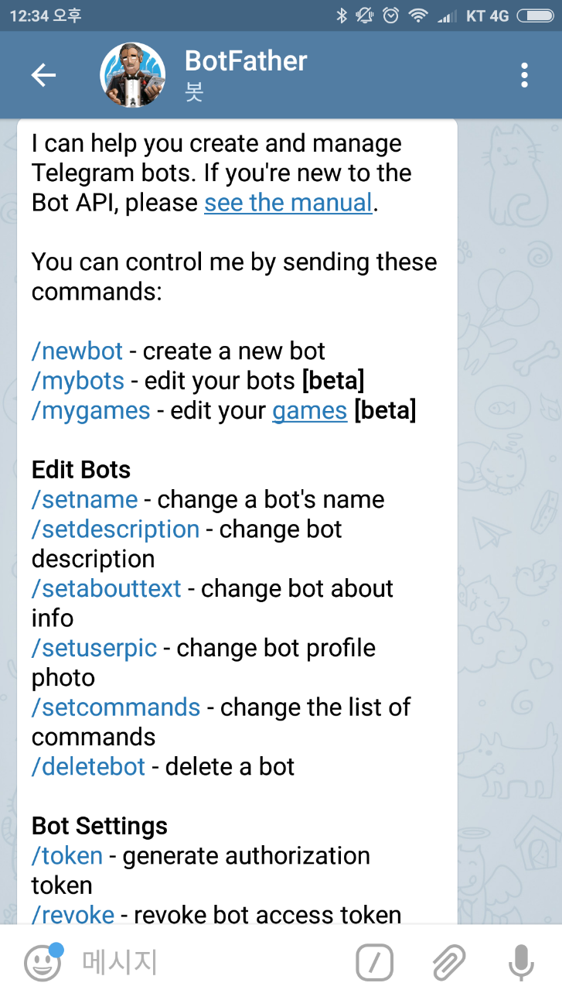 12:34 오후
KT 4G
BotFather
봇
I can help you create and manage
Telegram bots. If you're new to the
Bot API, please see the manual.
You can control me by sending these
commands:
/newbot - create a new bot
/mybots - edit your bots [beta]
/mygames - edit your games [beta]
Edit Bots
/setname - change a bot's name
/setdescription - change bot
description
/setabouttext - change bot about
info
/setuserpic - change bot profile
photo
/setcommands - change the list of
commands
/deletebot - delete a bot
Bot Settings
/token - generate authorization
token
/revoke - revoke bot access token
메시지